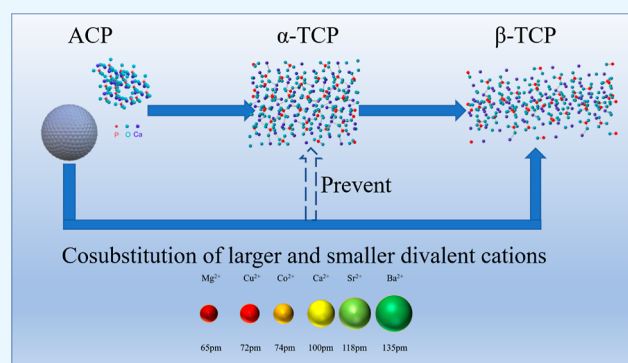 ACP α-TCP β-TCP
P O Ca
Prevent
Cosubstitution of larger and smaller divalent cations
Mg²⁺ Cu²⁺ Co²⁺ Ca²⁺ Sr²⁺ Ba²⁺
65pm 72pm 74pm 100pm 118pm 135pm